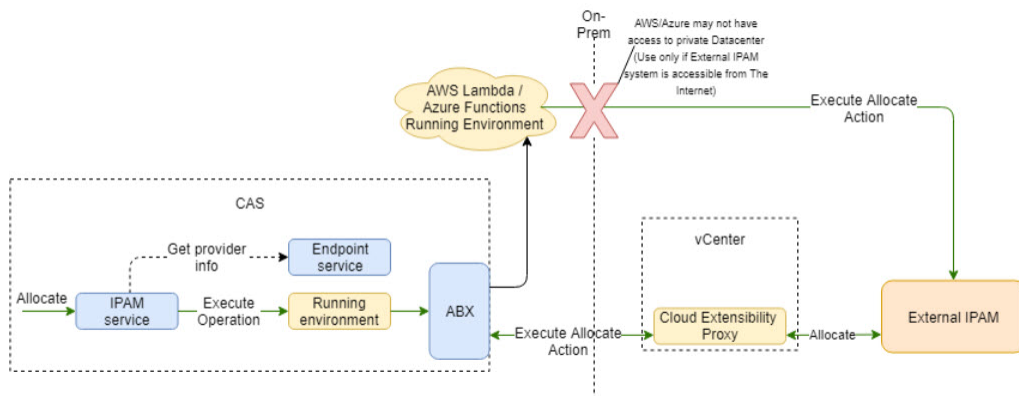 On-
Prem
AWS/Azure may not have
access to private Datacenter
(Use only if External IPAM
system is accessible from The
Internet)
AWS Lambda /
Azure Functions
Running Environment
Execute Allocate
Action
CAS
Get provider
info
Endpoint
service
vCenter
Allocate
IPAM
service
Execute
Operation
Running
environment
ABX
Execute Allocate
Action
Cloud Extensibility
Proxy
Allocate
External IPAM